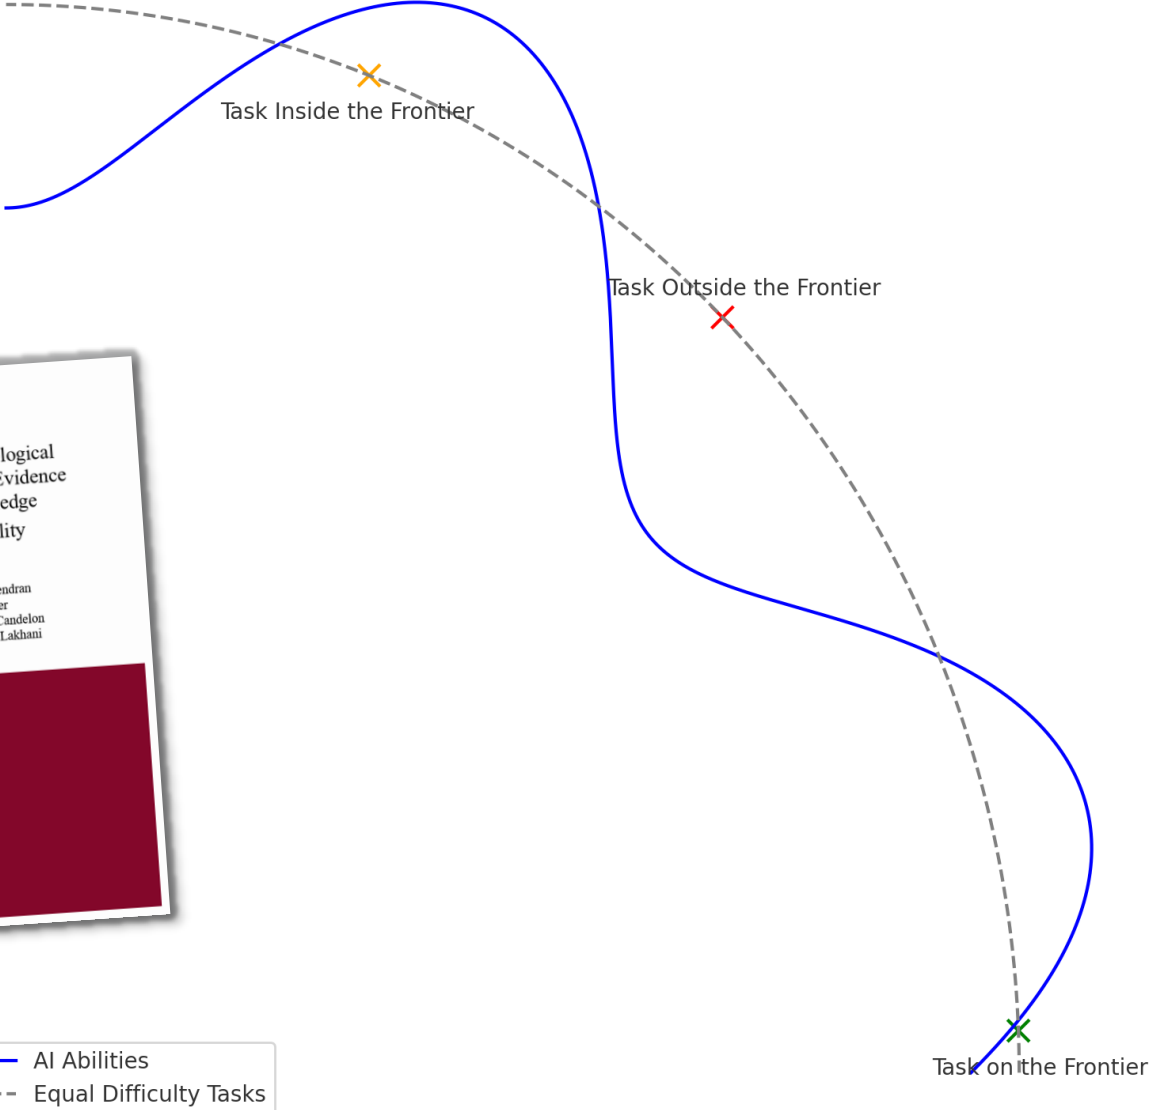 Task Inside the Frontier
Task Outside the Frontier
logical
Evidence
edge
lity
endran
er
Candelon
Lakhani
AI Abilities
Equal Difficulty Tasks
Task on the Frontier